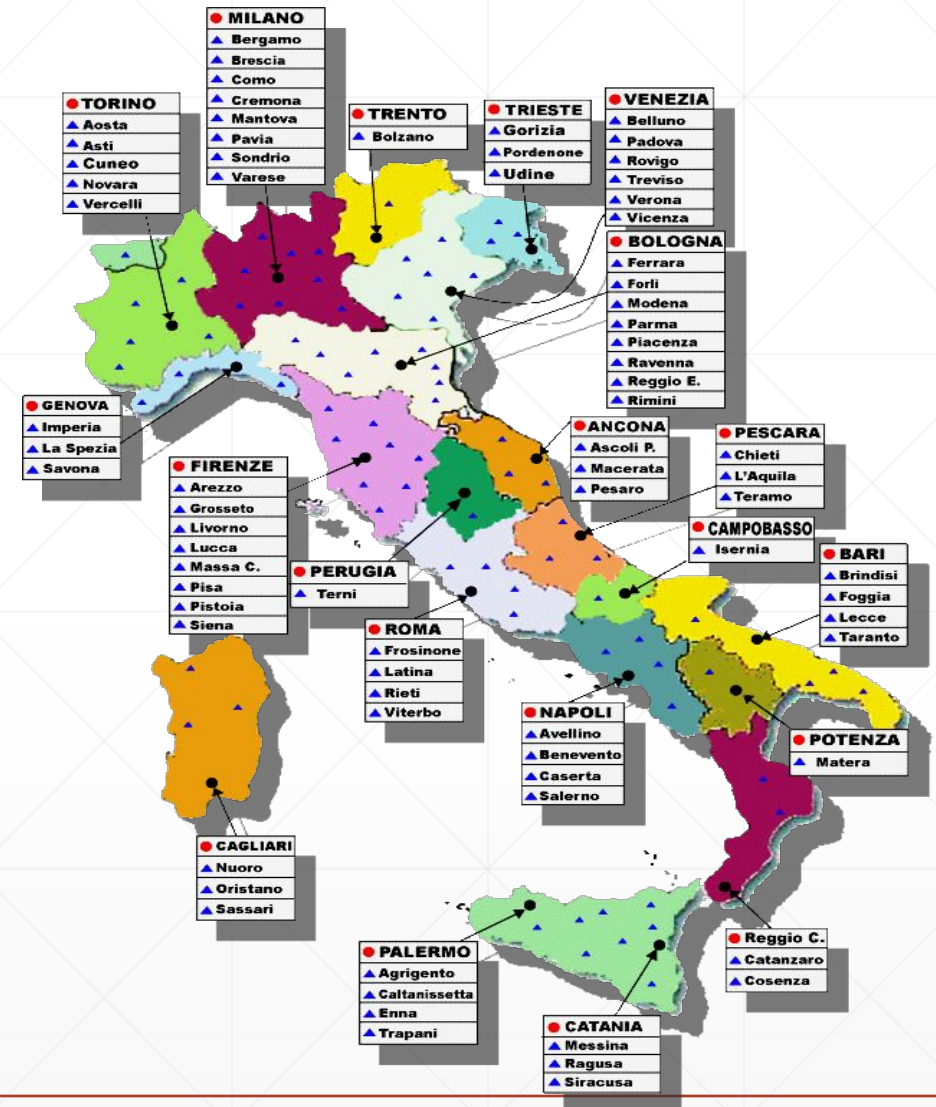 MILANO
Bergamo
Brescia
Como
Cremona
Mantova
Pavia
Sondrio
Varese
TORINO
Aosta
Asti
Cuneo
Novara
Vercelli
TRENTO
Bolzano
TRIESTE
Gorizia
Pordenone
Udine
VENEZIA
Belluno
Padova
Rovigo
Treviso
Verona
Vicenza
BOLOGNA
Ferrara
Forli
Modena
Parma
Piacenza
Ravenna
Reggio E.
Rimini
GENOVA
Imperia
La Spezia
Savona
FIRENZE
Arezzo
Grosseto
Livorno
Lucca
Massa C.
Pisa
Pistoia
Siena
ANCONA
Ascoli P.
Macerata
Pesaro
PESCARA
Chieti
L'Aquila
Teramo
CAMPOBASSO
Isernia
BARI
Brindisi
Foggia
Lecce
Taranto
PERUGIA
Terni
ROMA
Frosinone
Latina
Rieti
Viterbo
NAPOLI
Avellino
Benevento
Caserta
Salerno
POTENZA
Matera
CAGLIARI
Nuoro
Oristano
Sassari
PALERMO
Agrigento
Caltanissetta
Enna
Trapani
Reggio C.
Catanzaro
Cosenza
CATANIA
Messina
Ragusa
Siracusa